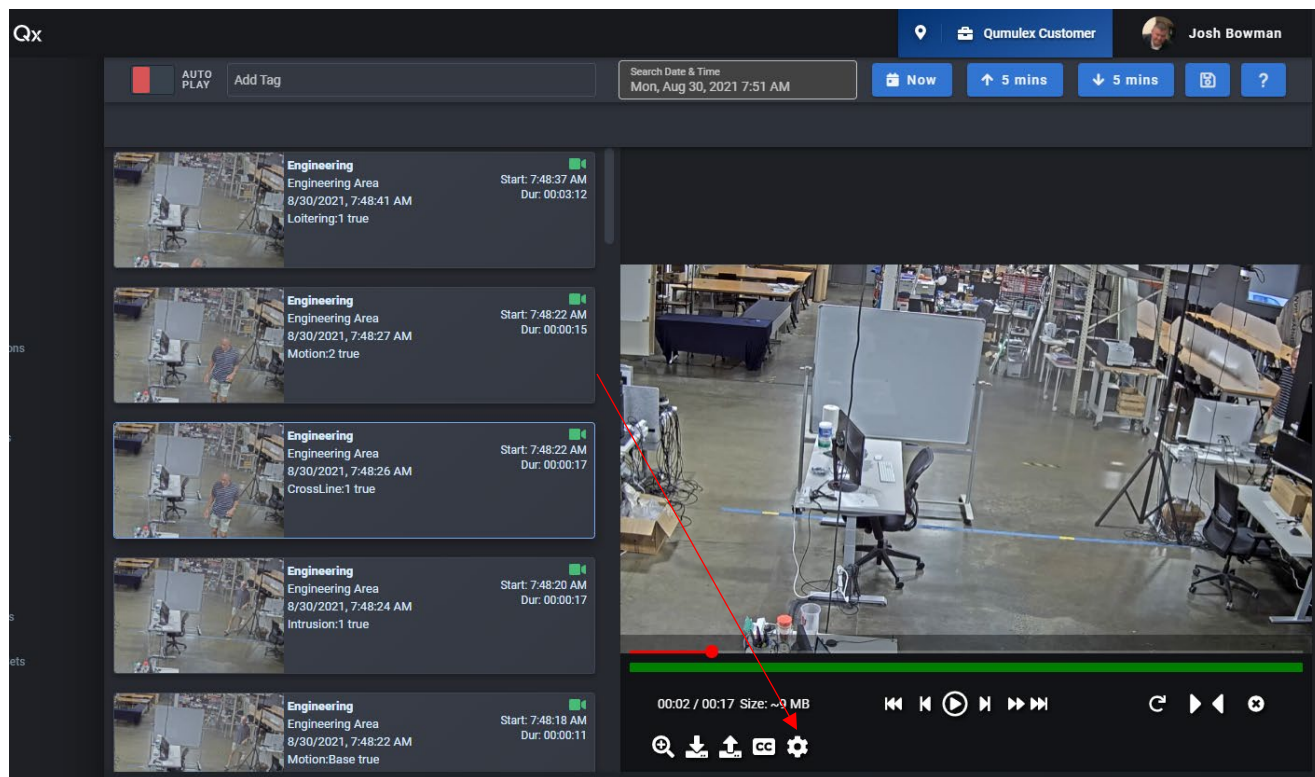 Qx
Qumulex Customer
Josh Bowman
AUTO PLAY
Add Tag
Search Date & Time
Mon, Aug 30, 2021 7:51 AM
Now
5 mins
5 mins
?
Engineering
Engineering Area
8/30/2021, 7:48:41 AM
Loitering:1 true
Start: 7:48:37 AM
Dur: 00:03:12
Engineering
Engineering Area
8/30/2021, 7:48:27 AM
Motion:2 true
Start: 7:48:22 AM
Dur: 00:00:15
Engineering
Engineering Area
8/30/2021, 7:48:26 AM
CrossLine:1 true
Start: 7:48:22 AM
Dur: 00:00:17
Engineering
Engineering Area
8/30/2021, 7:48:24 AM
Intrusion:1 true
Start: 7:48:20 AM
Dur: 00:00:17
Engineering
Engineering Area
8/30/2021, 7:48:22 AM
Motion:Base true
Start: 7:48:18 AM
Dur: 00:00:11
ons
s
s
ets
00:02 / 00:17 Size: ~9 MB
CC